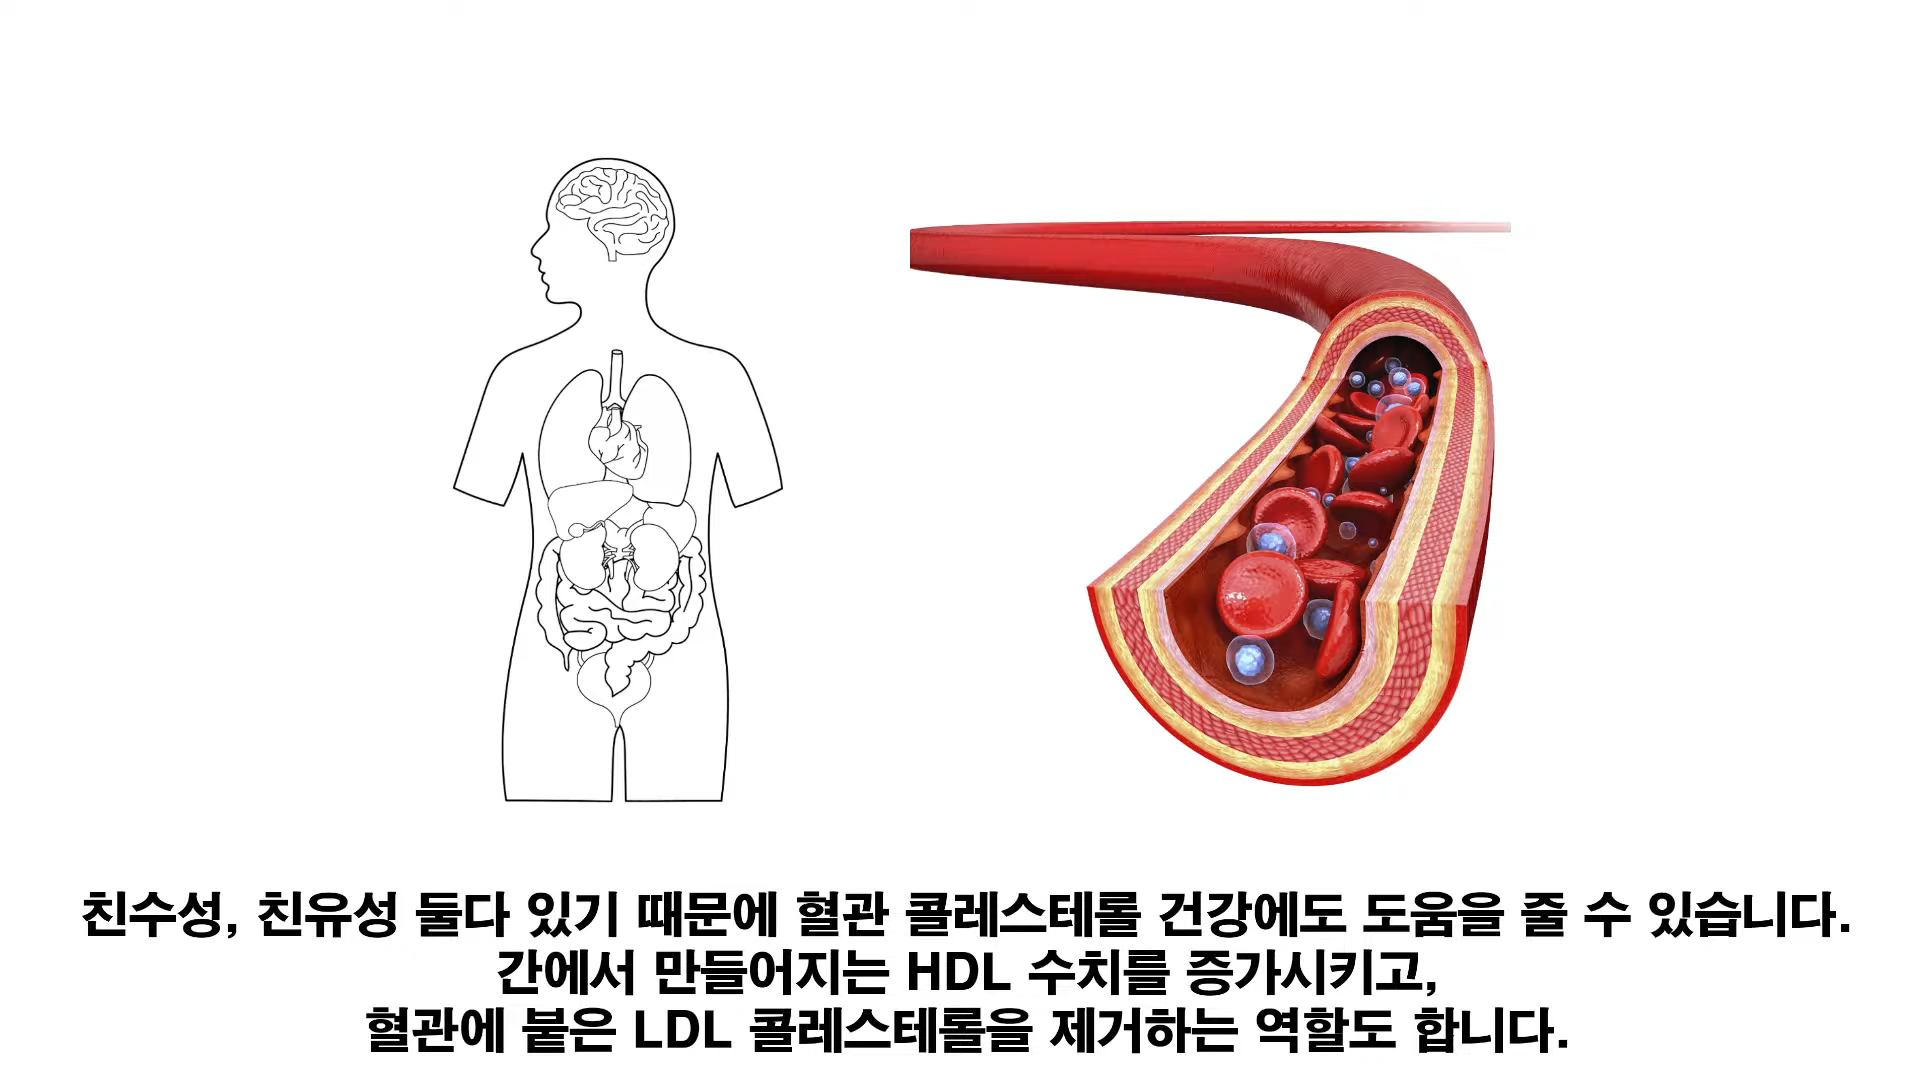 친수성, 친유성 둘다 있기 때문에 혈관 콜레스테롤 건강에도 도움을 줄 수 있습니다.
간에서 만들어지는 HDL 수치를 증가시키고,
혈관에 붙은 LDL 콜레스테롤을 제거하는 역할도 합니다.